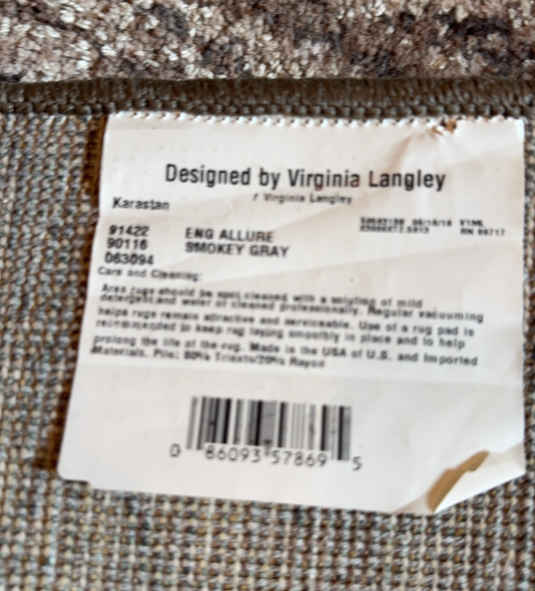 Designed by Virginia Langley
/ Virginia Langley
Karastan
91422 ENG ALLURE
90116 SMOKEY GRAY
063094
Care and Cleaning:
Area rugs should be spot cleaned with a solution of mild
detergent and water or cleaned professionally. Regular vacuuming
helps rugs remain attractive and serviceable. Use of a rug pad is
recommended to keep rug laying smoothly in place and to help
prolong the life of the rug. Made in the USA of U.S. and Imported
Materials. Pile: 80% Triexta/20% Rayon
0 86093 57869 5